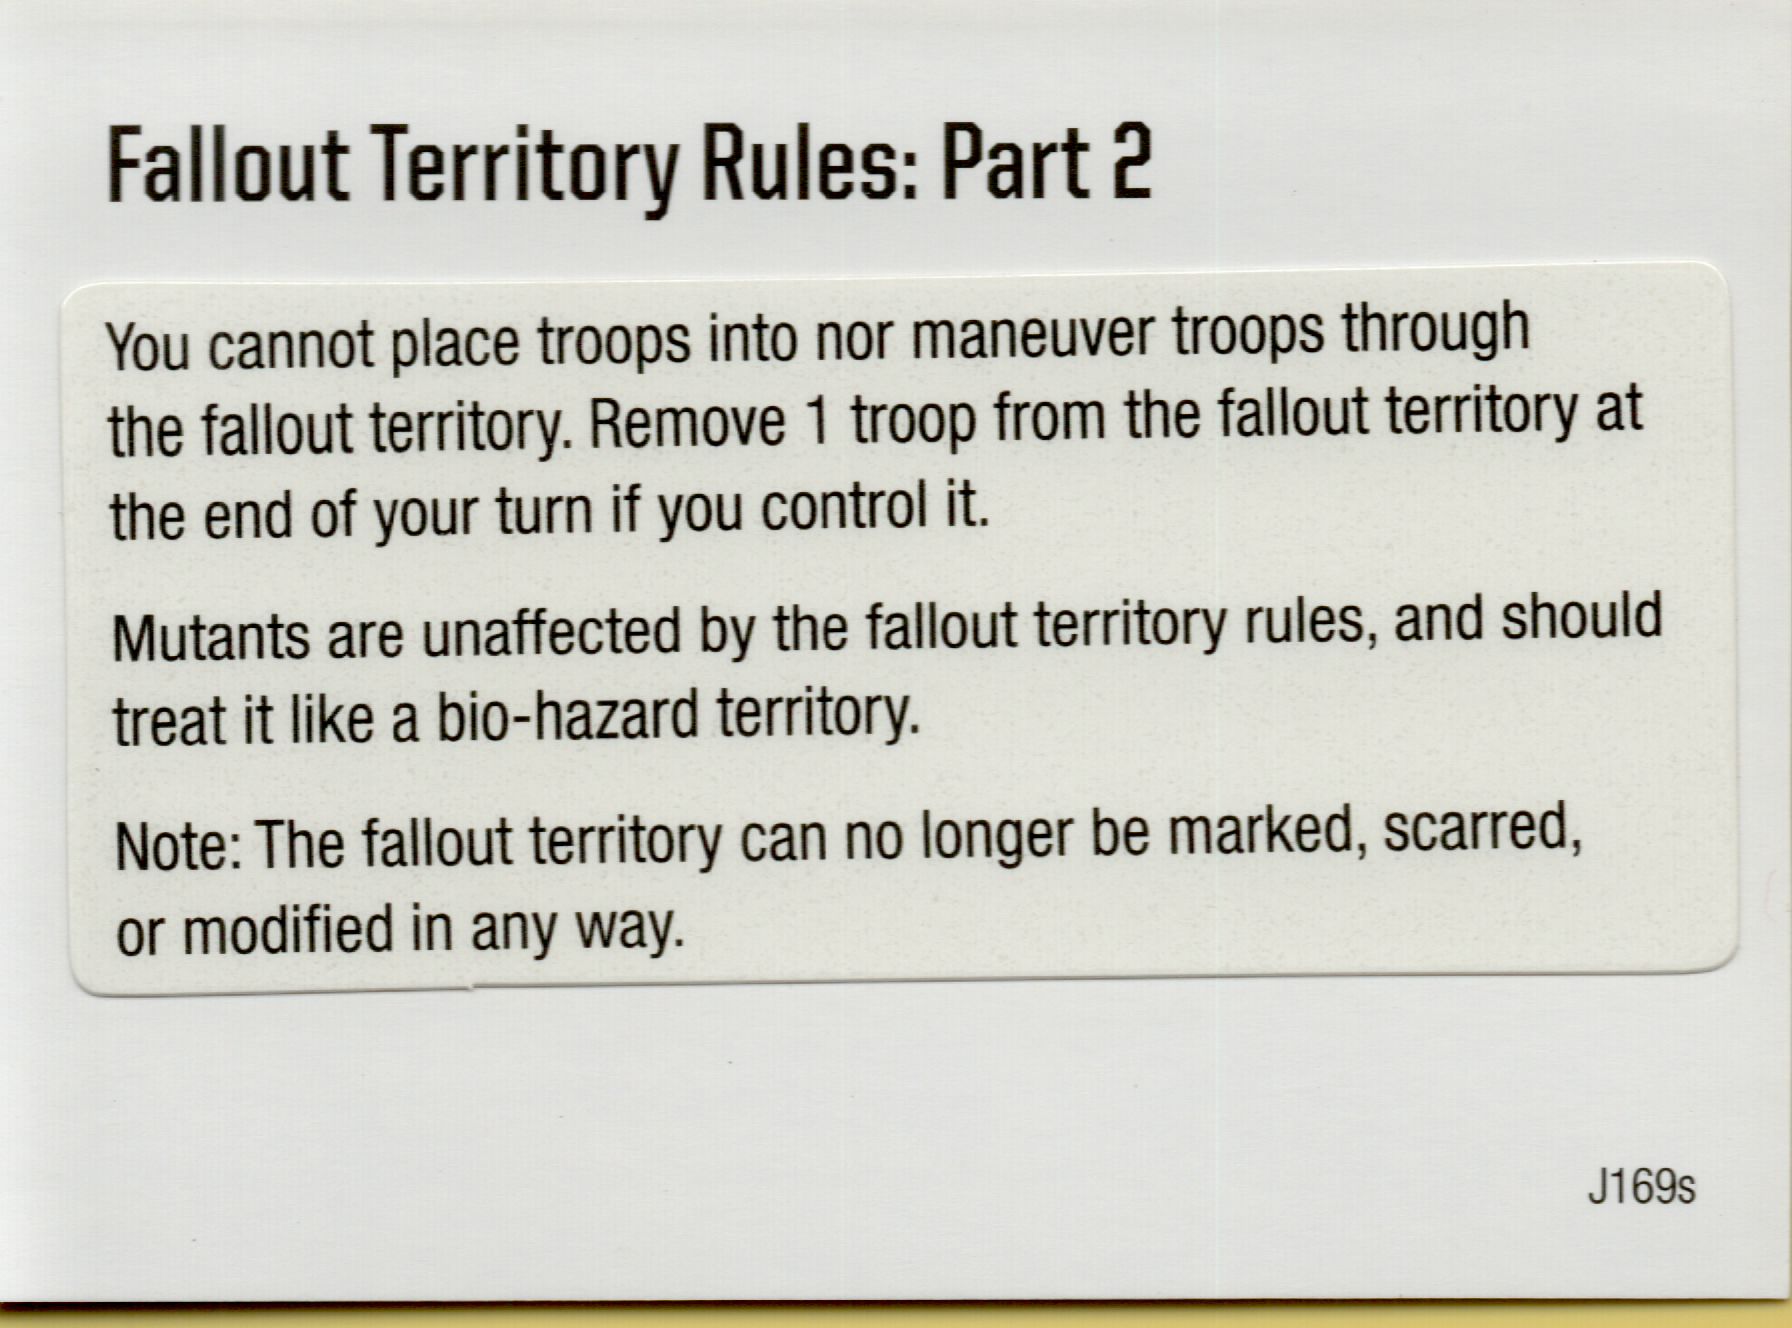 Fallout Territory Rules: Part 2
You cannot place troops into nor maneuver troops through
the fallout territory. Remove 1 troop from the fallout territory at
the end of your turn if you control it.
Mutants are unaffected by the fallout territory rules, and should
treat it like a bio-hazard territory.
Note: The fallout territory can no longer be marked, scarred,
or modified in any way.
J169s